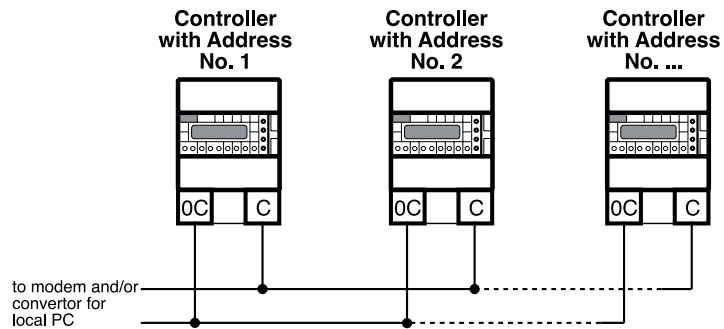 Controller
with Address
No. 1
Controller
with Address
No. 2
Controller
with Address
No. ...
0C
C
0C
C
0C
C
to modem and/or
convertor for
local PC